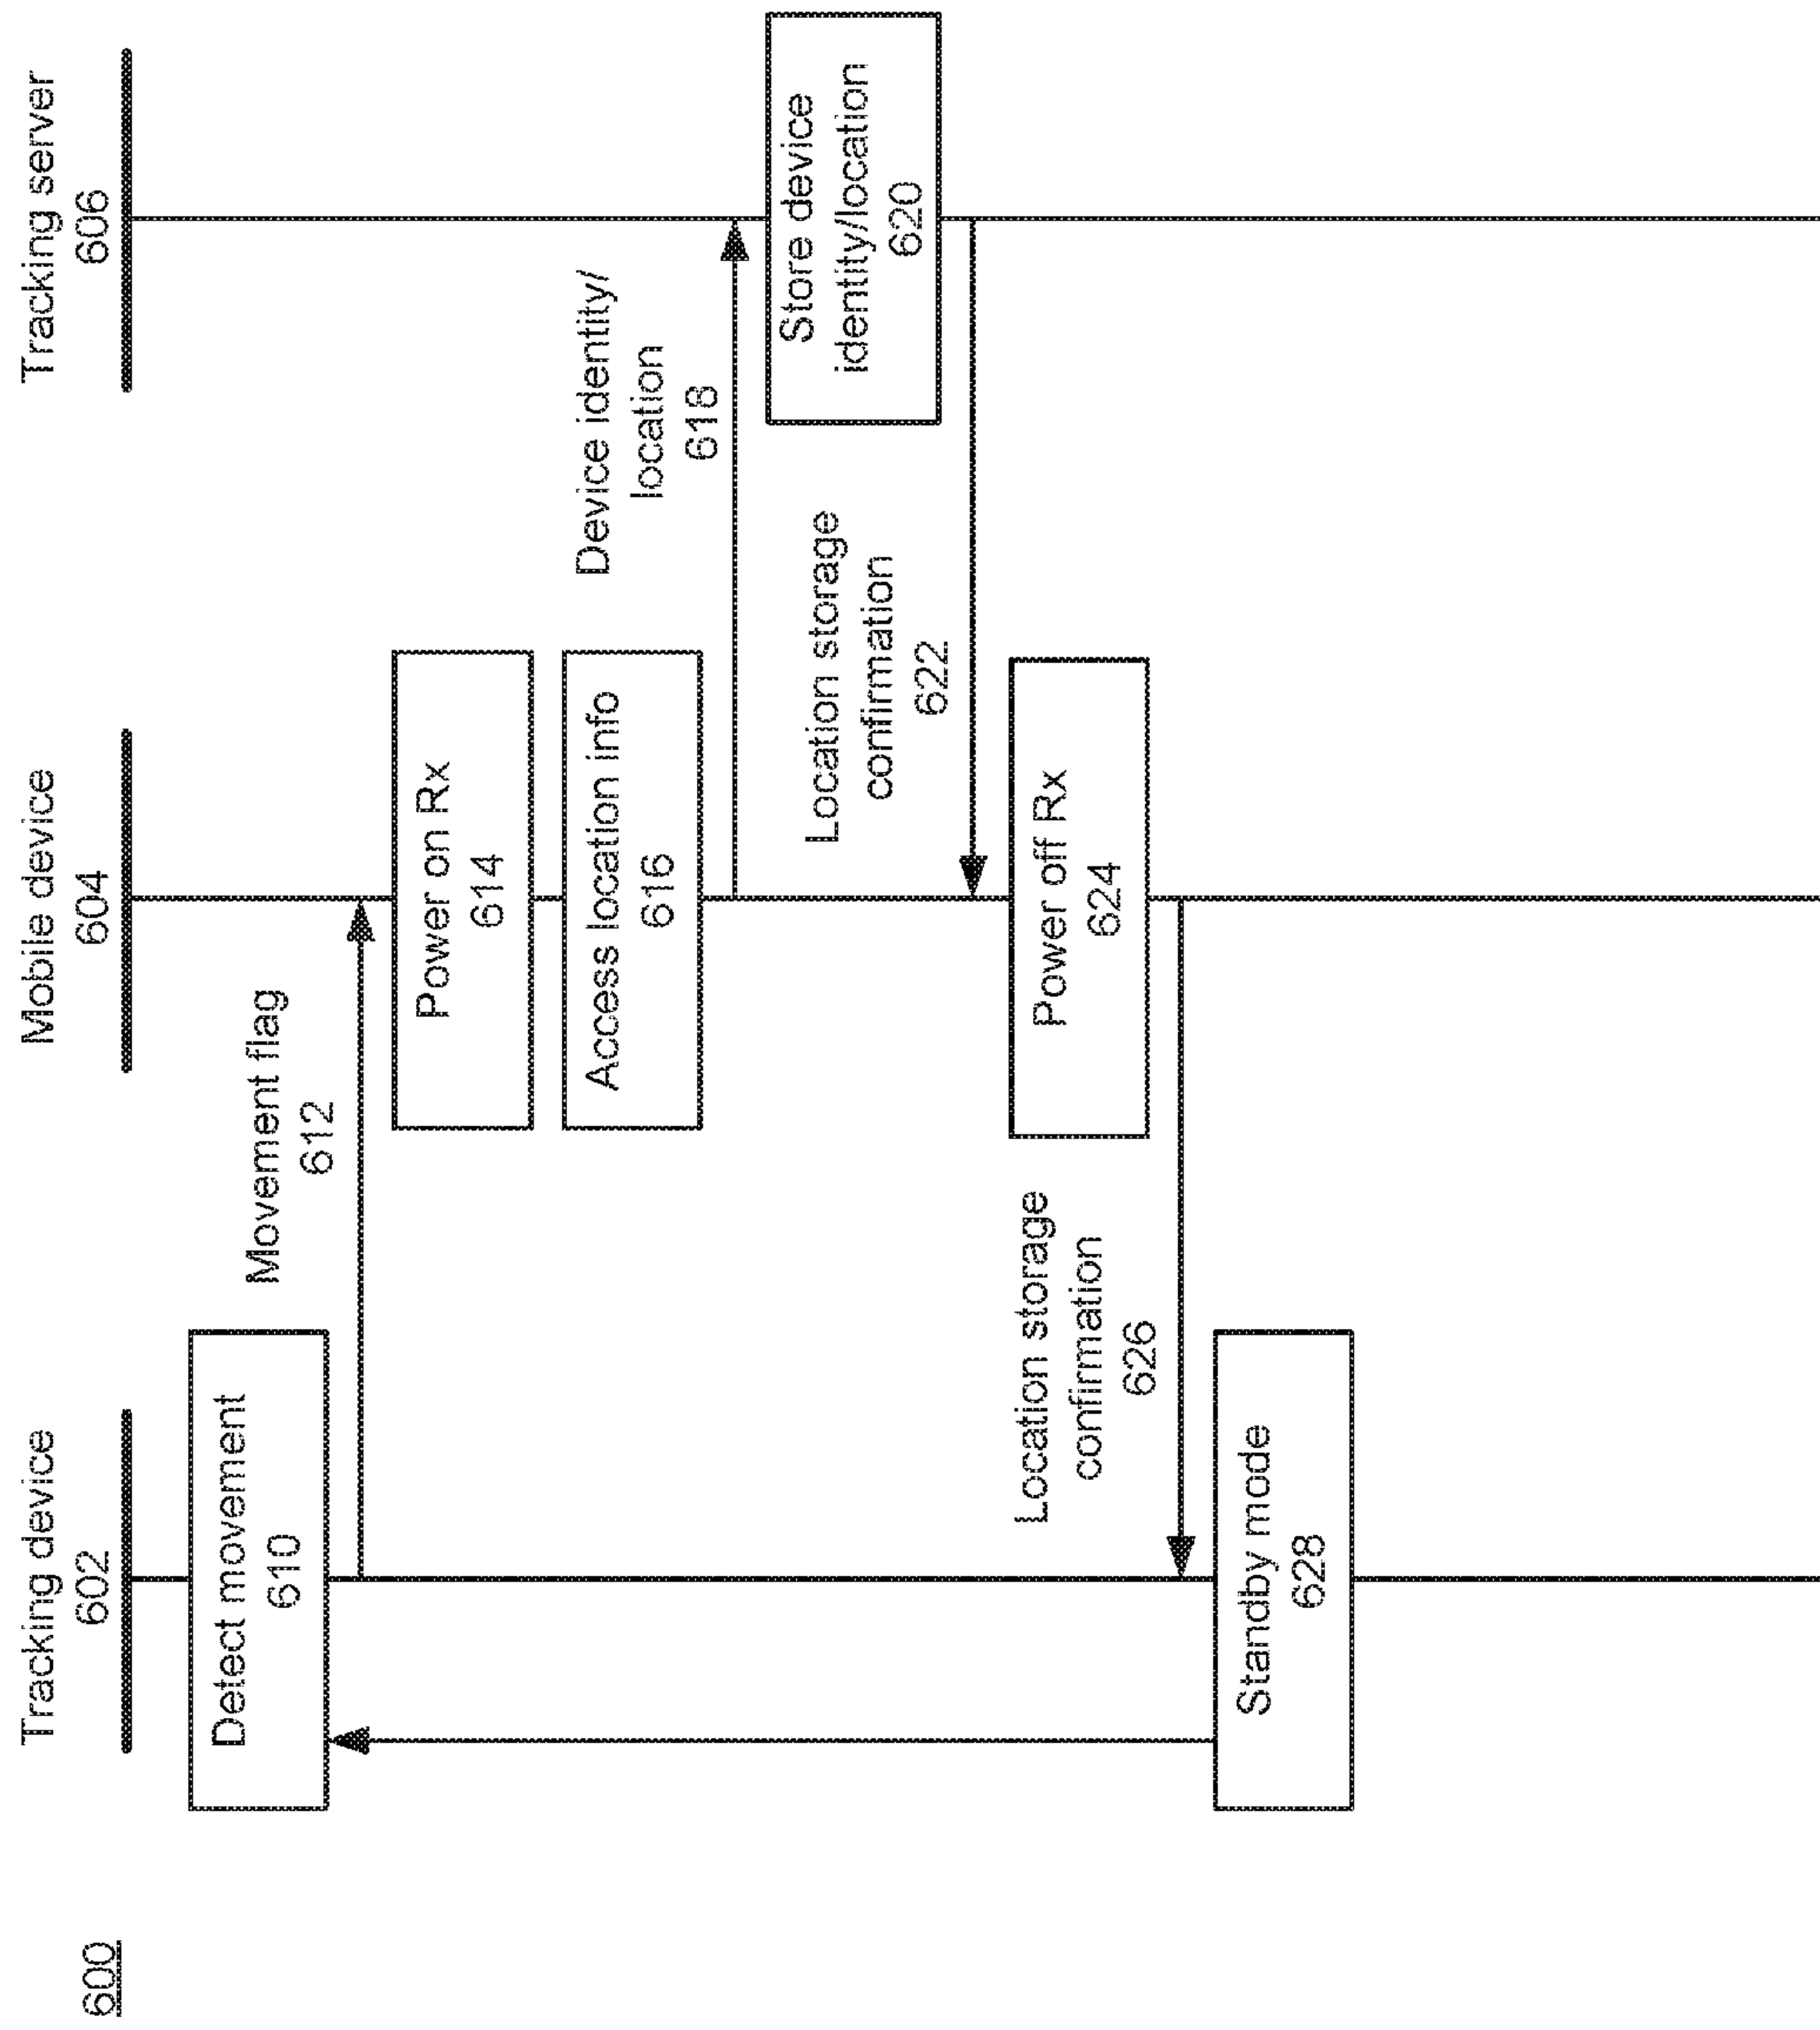 600
Tracking device
602
Mobile device
604
Tracking server
606
Detect movement
610
Movement flag
612
Power on Rx
614
Access location info
616
Device identity/
location
618
Store device
identity/location
620
Location storage
confirmation
622
Power off Rx
624
Location storage
confirmation
626
Standby mode
628